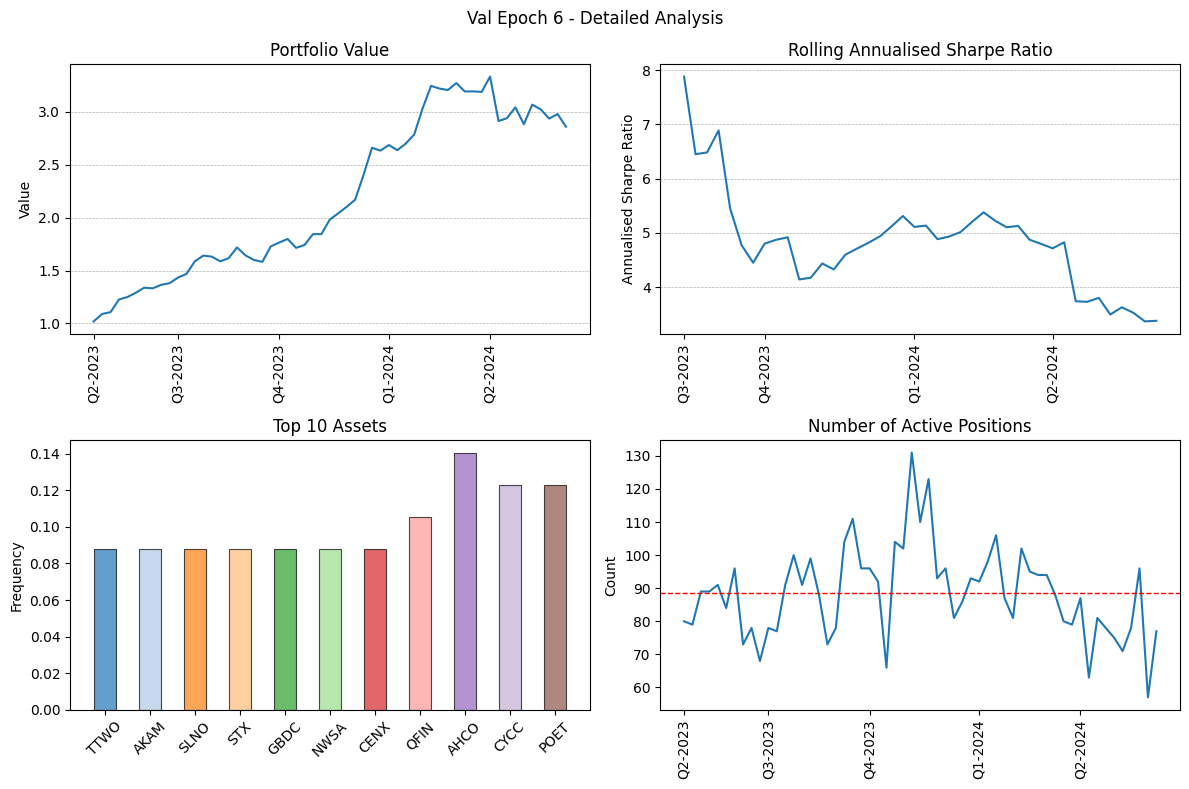 Val Epoch 6 - Detailed Analysis
Portfolio Value
Value
3.0
2.5
2.0
1.5
1.0
Q2-2023
Q3-2023
Q4-2023
Q1-2024
Q2-2024
Rolling Annualised Sharpe Ratio
Annualised Sharpe Ratio
8
7
6
5
4
Q3-2023
Q4-2023
Q1-2024
Q2-2024
Top 10 Assets
Frequency
0.14
0.12
0.10
0.08
0.06
0.04
0.02
0.00
TTWO
AKAM
SLNO
STX
GBDC
NWSA
CENX
QFIN
AHCO
CYCC
POET
Number of Active Positions
Count
130
120
110
100
90
80
70
60
Q2-2023
Q3-2023
Q4-2023
Q1-2024
Q2-2024